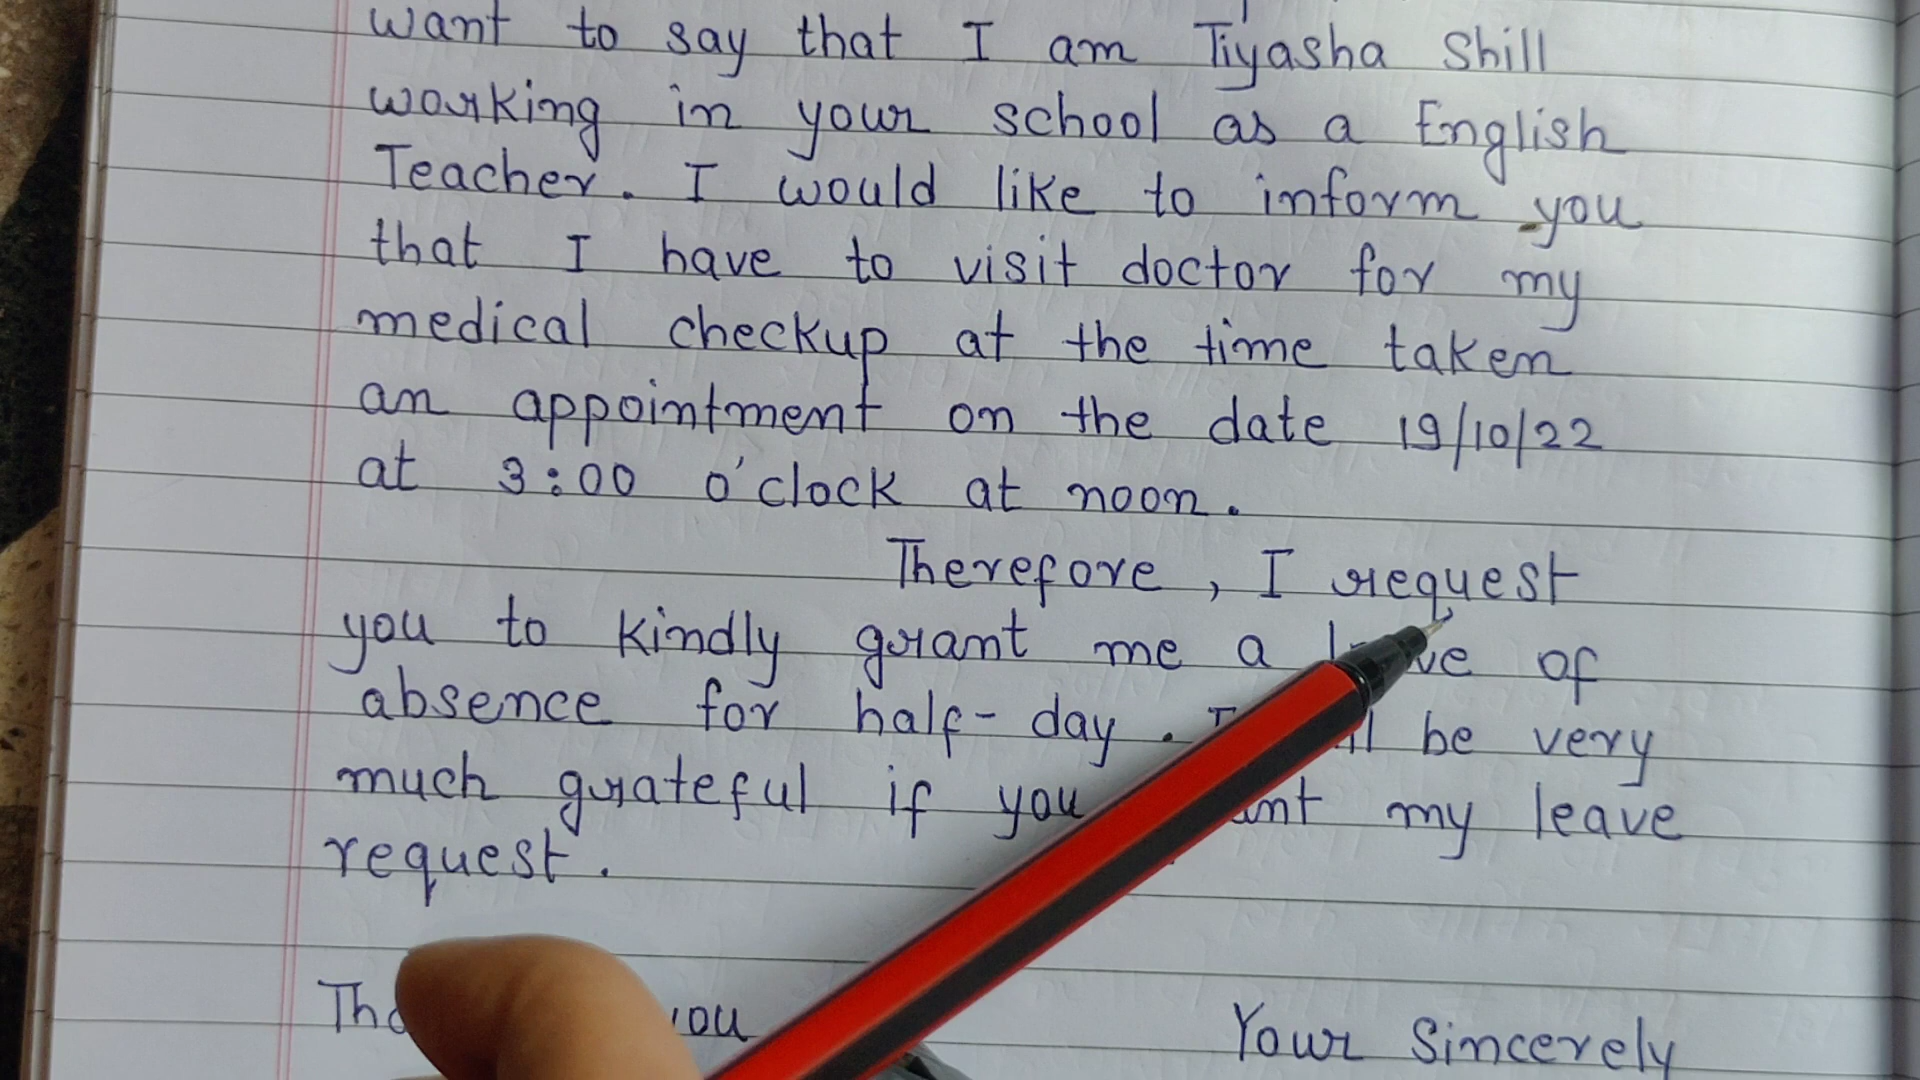 want to say that I am Tiyasha Shill
working in your school as a English
Teacher. I would like to inform you
that I have to visit doctor for my
medical checkup at the time taken
an appointment on the date 19/10/22
at 3:00 o'clock at noon.
Therefore, I request
you to kindly grant me a of
absence for half-day. be very
much grateful if you my leave
request.
you
Your Sincerely